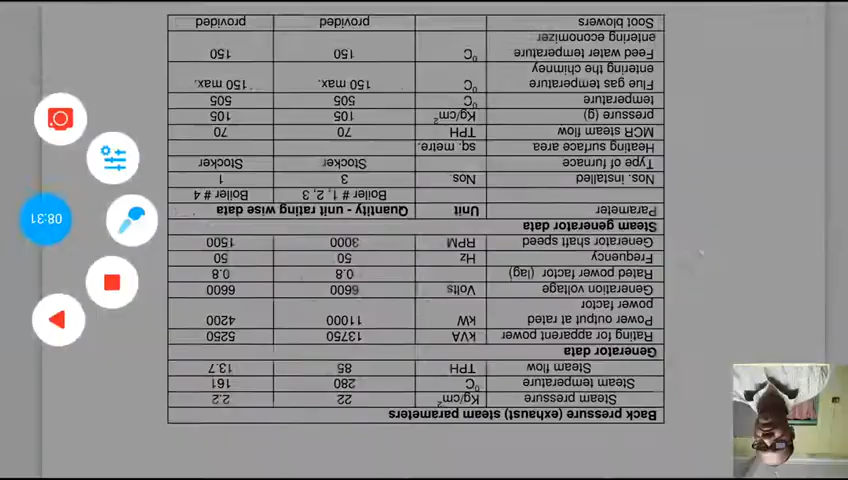 Back pressure (exhaust) steam parameters
Steam pressure Kg/cm² 22 2.2
Steam temperature ⁰C 280 161
Steam flow TPH 85 13.7
Generator data
Rating for apparent power kVA 13750 5250
Power output at rated power factor kW 11000 4200
Generation voltage Volts 6600 6600
Rated power factor (lag) 0.8 0.8
Frequency Hz 50 50
Generator shaft speed RPM 3000 1500
Steam generator data
Parameter Unit Quantity - unit rating wise data
Boiler # 1, 2, 3 Boiler # 4
Nos. installed Nos 3 1
Type of furnace Stocker Stocker
Heating surface area sq. metre.
MCR steam flow TPH 70 70
pressure (g) Kg/cm² 105 105
temperature ⁰C 505 505
Flue gas temperature entering the chimney ⁰C 150 max. 150 max.
Feed water temperature entering economizer ⁰C 150 150
Soot blowers provided provided
08:31